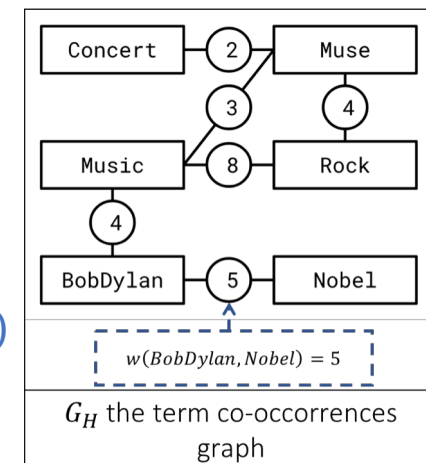 Concert 2 Muse
3 4
Music 8 Rock
4
BobDylan 5 Nobel
)
w(BobDylan, Nobel) = 5
G_H the term co-occorrences
graph